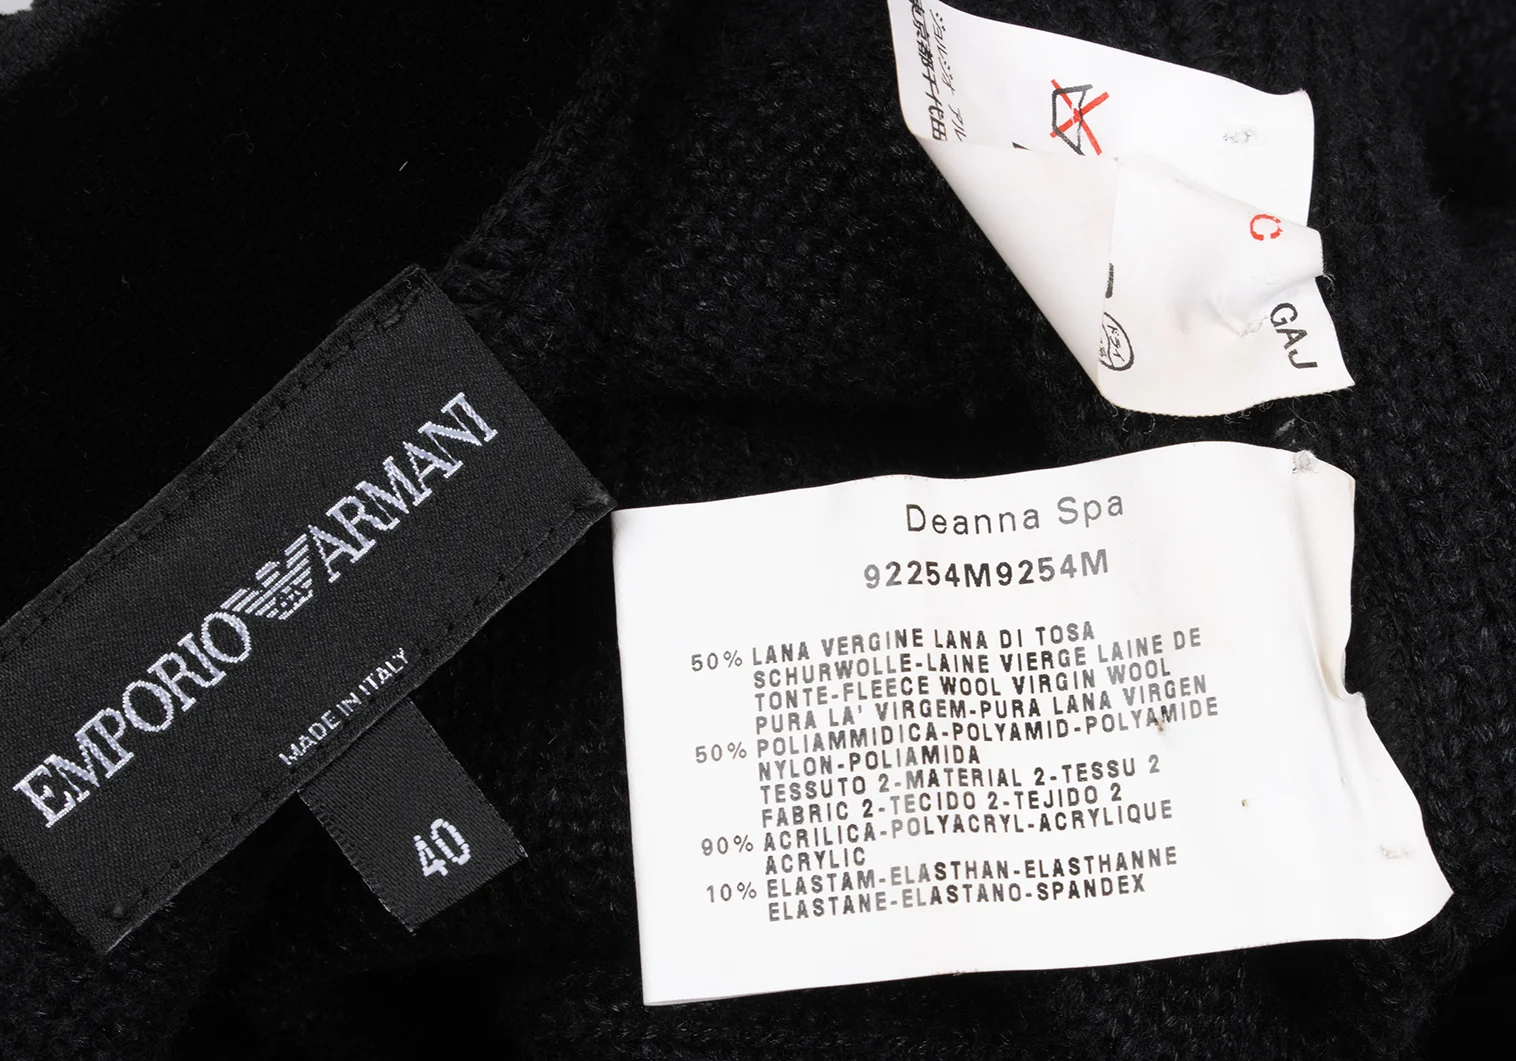 EMPORIO ARMANI
MADE IN ITALY
40
C
GAJ
Deanna Spa
92254M9254M
50% LANA VERGINE LANA DI TOSA
SCHURWOLLE-LAINE VIERGE LAINE DE
TONTE-FLEECE WOOL VIRGIN WOOL
PURA LA' VIRGEM-PURA LANA VIRGEN
50% POLIAMMIDICA-POLYAMID-POLYAMIDE
NYLON-POLIAMIDA
TESSUTO 2-MATERIAL 2-TESSU 2
FABRIC 2-TECIDO 2-TEJIDO 2
90% ACRILICA-POLYACRYL-ACRYLIQUE
ACRYLIC
10% ELASTAM-ELASTHAN-ELASTHANNE
ELASTANE-ELASTANO-SPANDEX